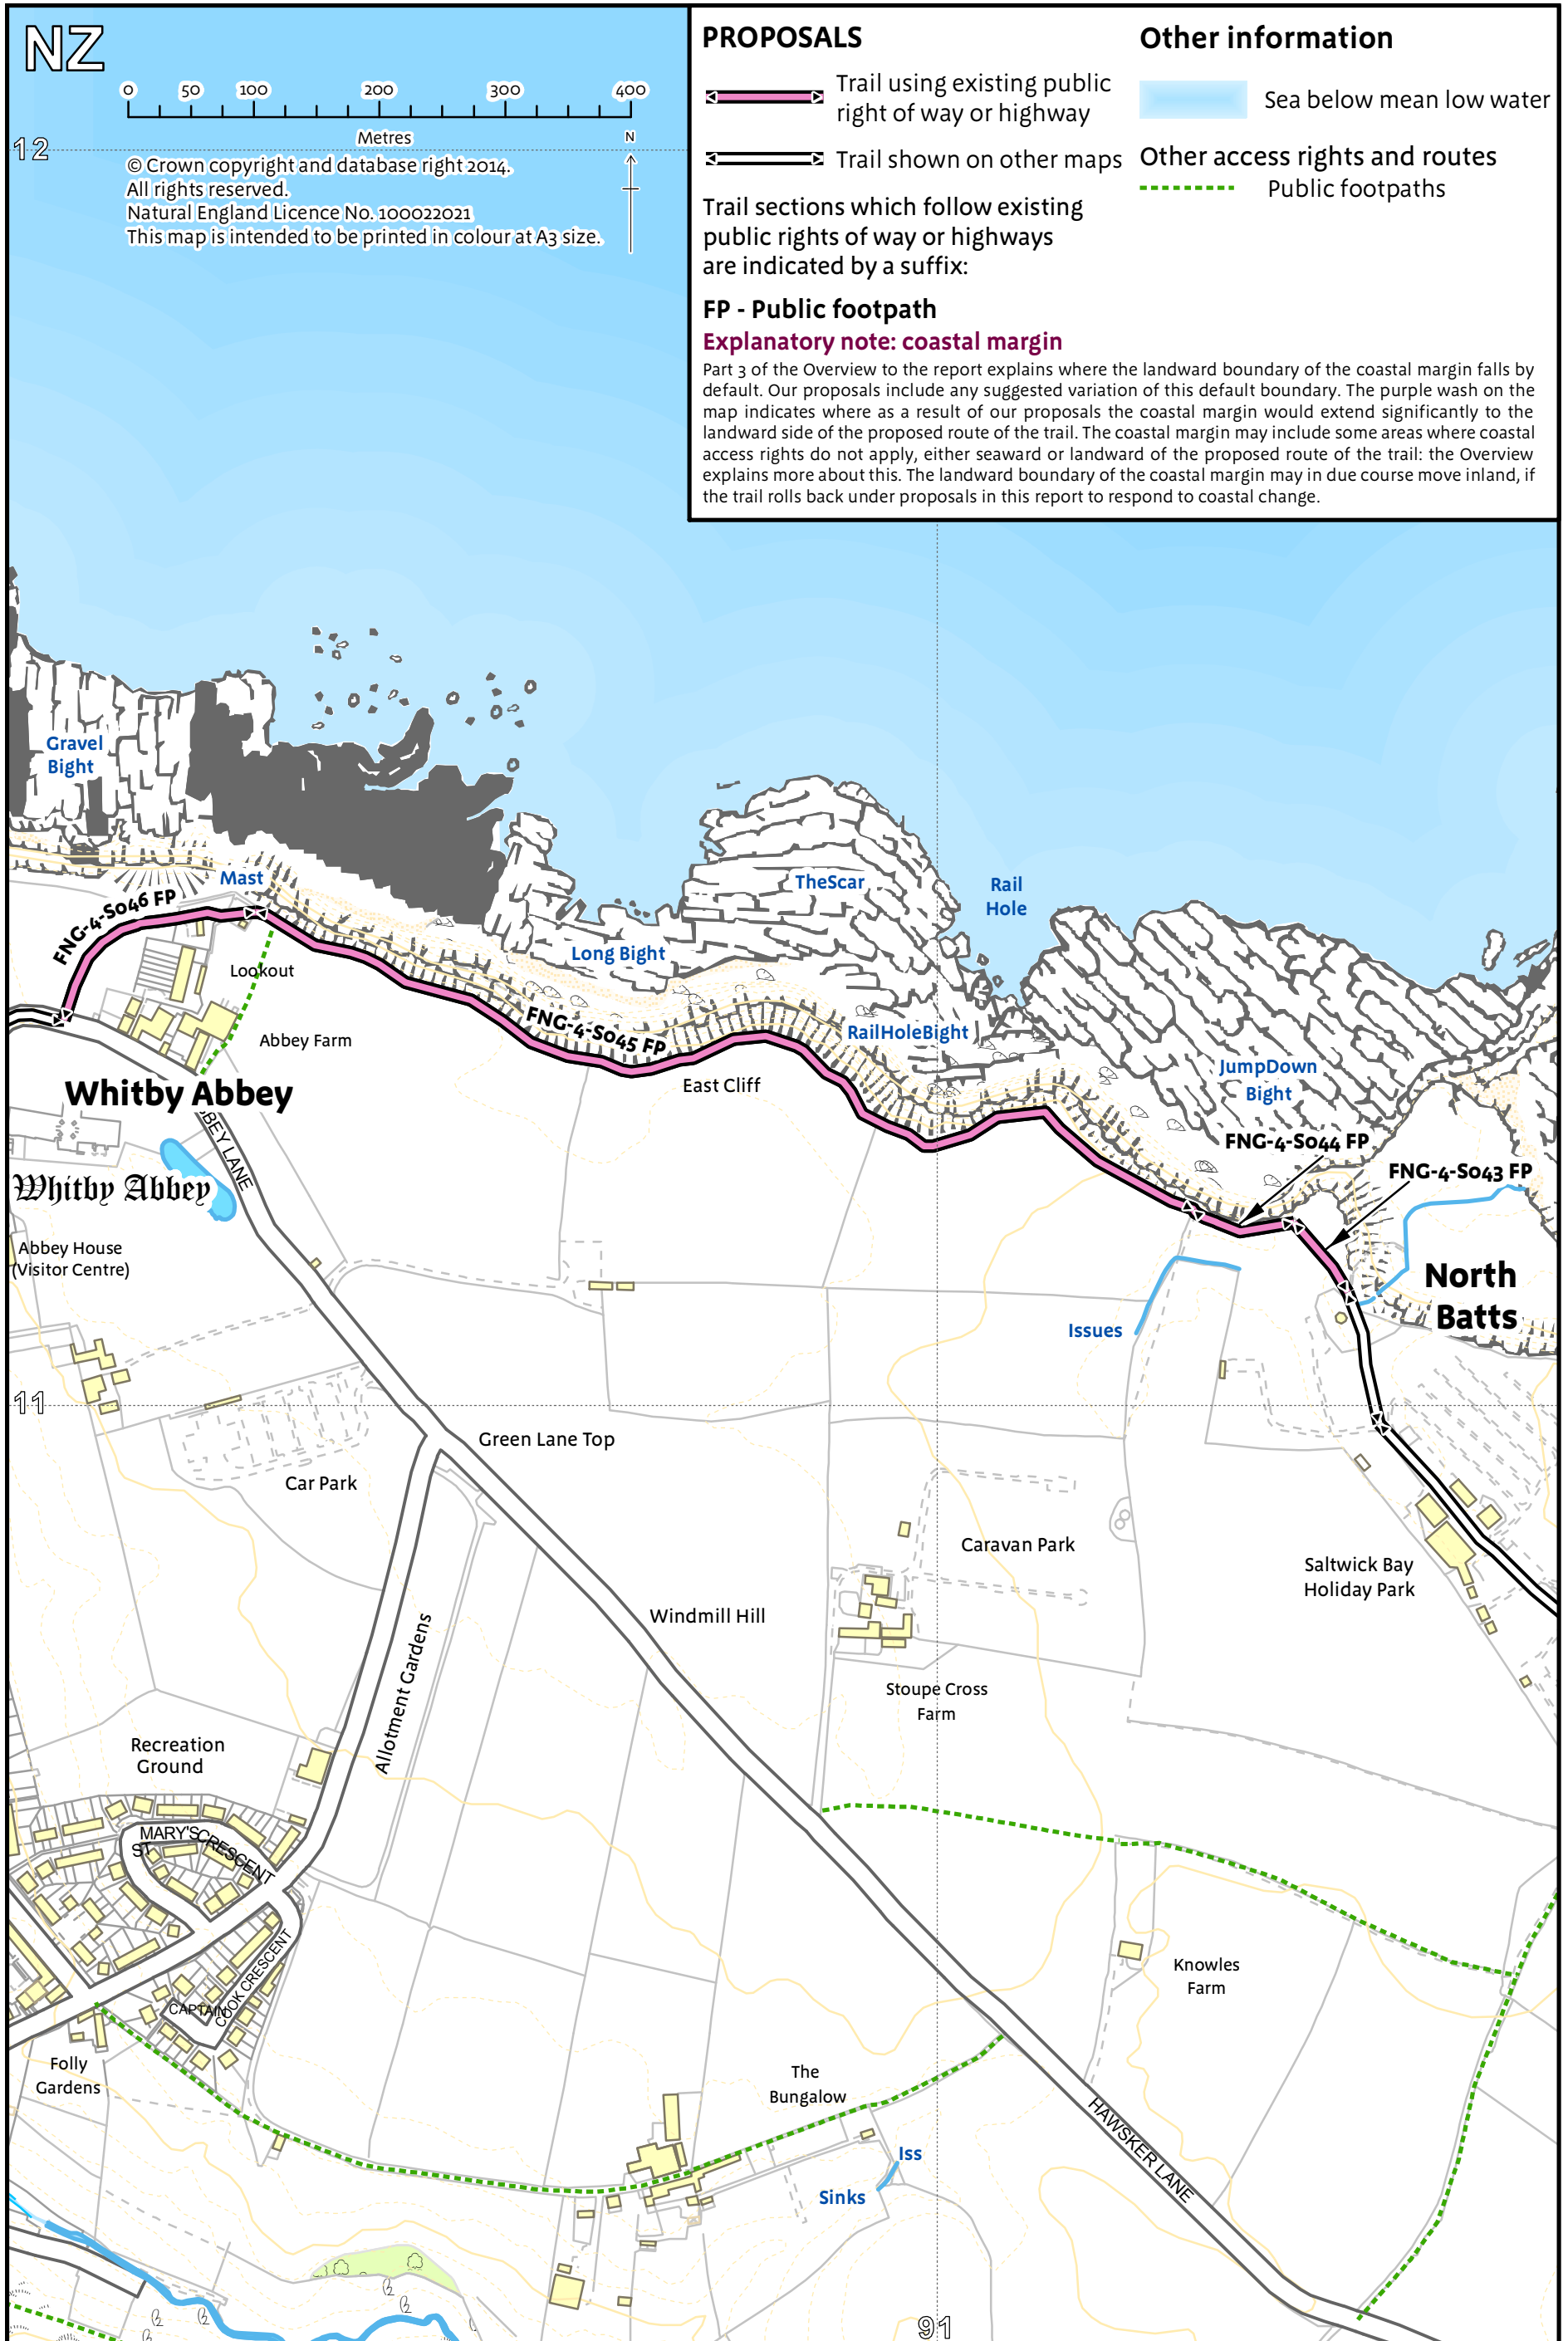 NZ
0 50 100 200 300 400
Metres
N
12
© Crown copyright and database right 2014.
All rights reserved.
Natural England Licence No. 100022021
This map is intended to be printed in colour at A3 size.
PROPOSALS
Trail using existing public
right of way or highway
Trail shown on other maps
Trail sections which follow existing
public rights of way or highways
are indicated by a suffix:
FP - Public footpath
Other information
Sea below mean low water
Other access rights and routes
Public footpaths
Explanatory note: coastal margin
Part 3 of the Overview to the report explains where the landward boundary of the coastal margin falls by
default. Our proposals include any suggested variation of this default boundary. The purple wash on the
map indicates where as a result of our proposals the coastal margin would extend significantly to the
landward side of the proposed route of the trail. The coastal margin may include some areas where coastal
access rights do not apply, either seaward or landward of the proposed route of the trail: the Overview
explains more about this. The landward boundary of the coastal margin may in due course move inland, if
the trail rolls back under proposals in this report to respond to coastal change.
Gravel
Bight
Mast
FNG-4-S046 FP
TheScar
Rail
Hole
Long Bight
Lookout
FNG-4-S045 FP
RailHoleBight
Abbey Farm
East Cliff
JumpDown
Bight
Whitby Abbey
BEY LANE
FNG-4-S044 FP
FNG-4-S043 FP
Whitby Abbey
Abbey House
(Visitor Centre)
North
Batts
Issues
11
Green Lane Top
Car Park
Caravan Park
Saltwick Bay
Holiday Park
Windmill Hill
Allotment Gardens
Stoupe Cross
Farm
Recreation
Ground
ST MARY'S CRESCENT
CAPTAIN COOK CRESCENT
Knowles
Farm
Folly
Gardens
The
Bungalow
HAWSKER LANE
Iss
Sinks
91